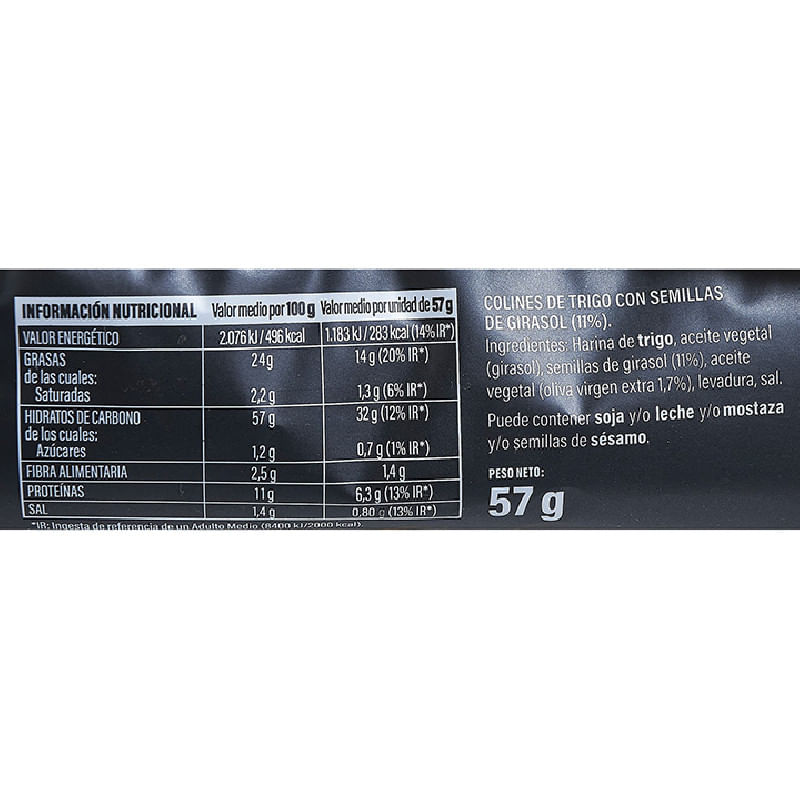 INFORMACIÓN NUTRICIONAL Valor medio por 100 g Valor medio por unidad de 57 g
VALOR ENERGÉTICO 2.076 kJ / 496 kcal 1.183 kJ / 283 kcal (14% IR*)
GRASAS 24 g 14 g (20% IR*)
de las cuales:
Saturadas 2,2 g 1,3 g (6% IR*)
HIDRATOS DE CARBONO 57 g 32 g (12% IR*)
de los cuales:
Azúcares 1,2 g 0,7 g (1% IR*)
FIBRA ALIMENTARIA 2,5 g 1,4 g
PROTEÍNAS 11 g 6,3 g (13% IR*)
SAL 1,4 g 0,80 g (13% IR*)
*IR: Ingesta de referencia de un Adulto Medio (8400 kJ/2000 kcal).
COLINES DE TRIGO CON SEMILLAS
DE GIRASOL (11%).
Ingredientes: Harina de trigo, aceite vegetal
(girasol), semillas de girasol (11%), aceite
vegetal (oliva virgen extra 1,7%), levadura, sal.
Puede contener soja y/o leche y/o mostaza
y/o semillas de sésamo.
PESO NETO:
57 g